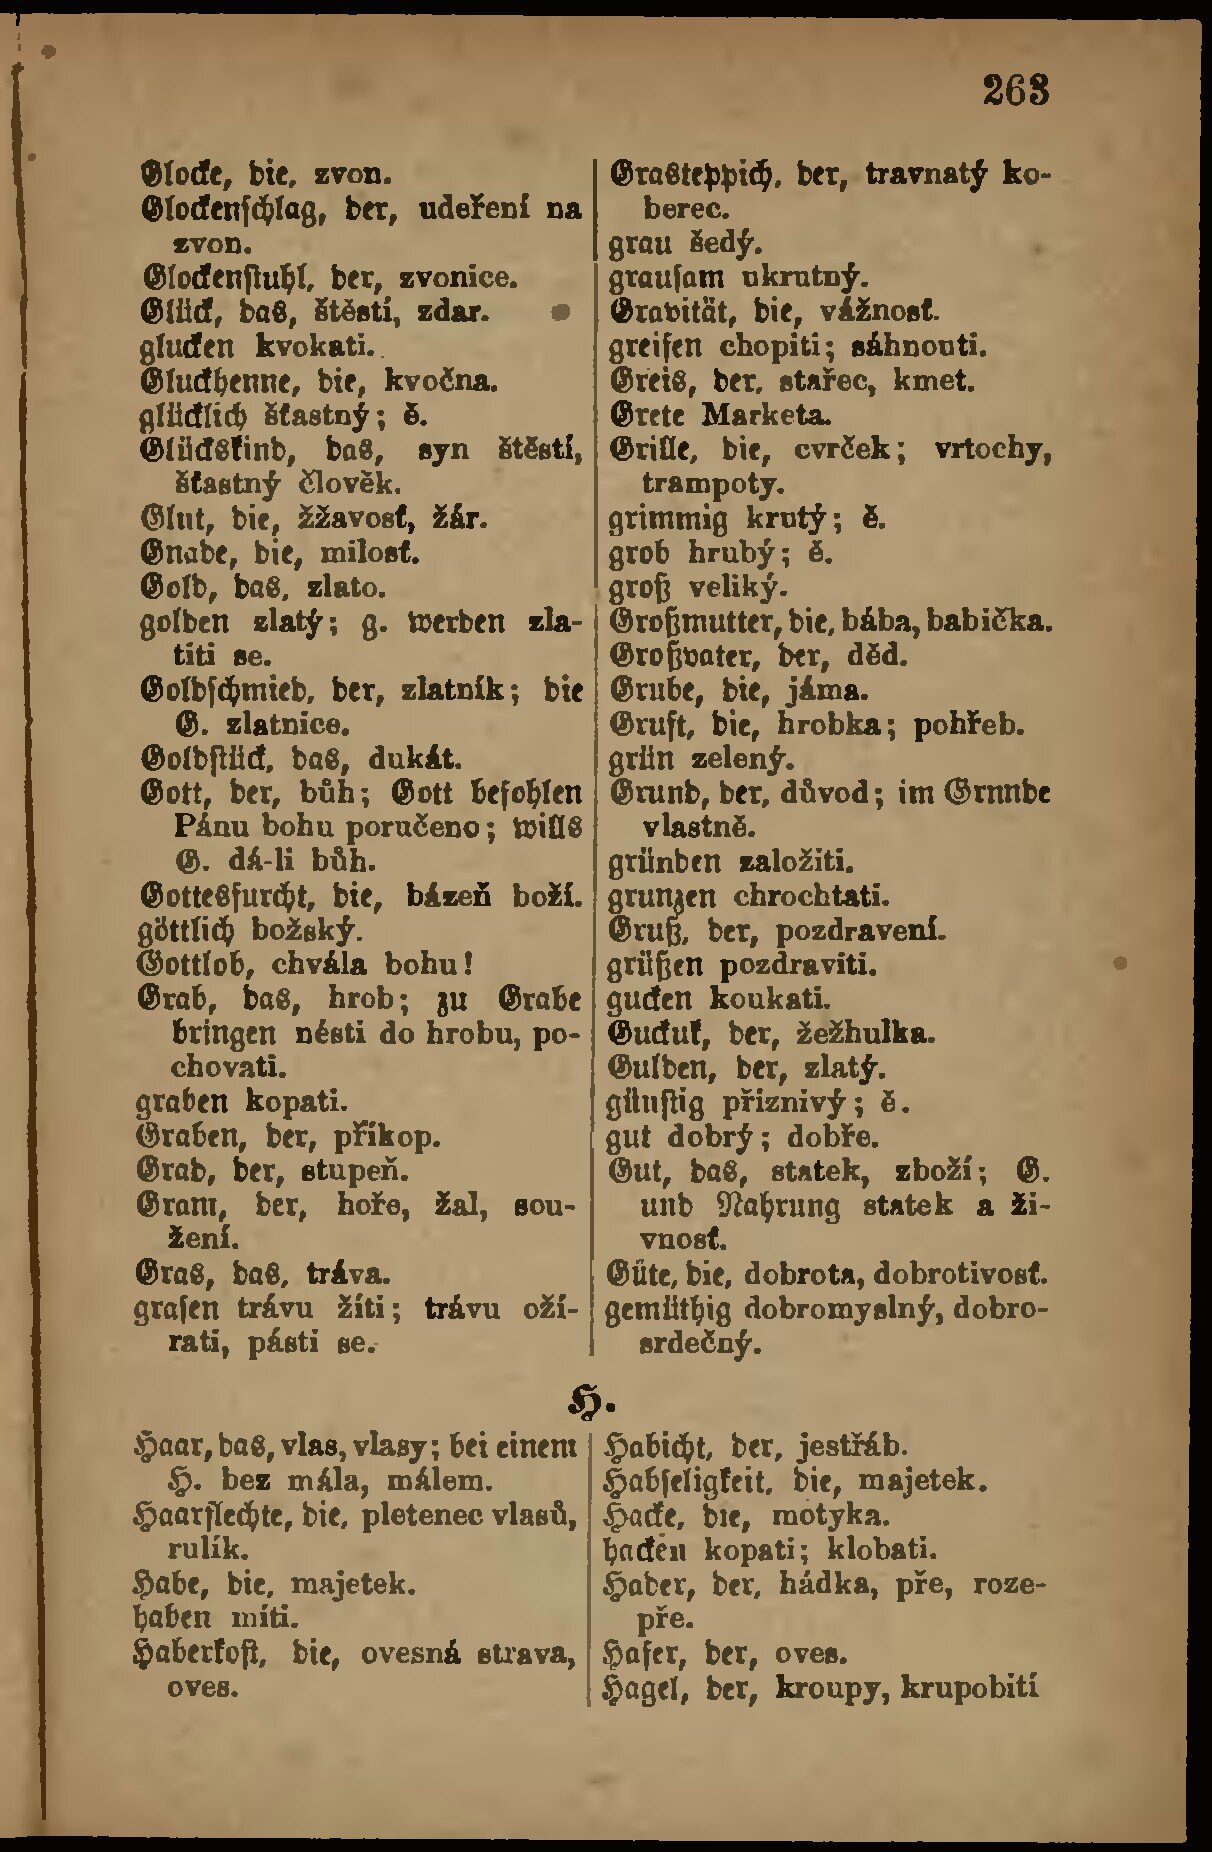 263
Glocke, die, zvon.
Glockenschlag, der, udeření na
zvon.
Glockenstuhl, der, zvonice.
Glück, das, štěstí, zdar.
glucken kvokati.
Gluckhenne, die, kvočna.
glücklich šťastný; ě.
Glückskind, das, syn štěstí,
šťastný člověk.
Glut, die, žžavosť, žár.
Gnade, die, milosť.
Gold, das, zlato.
golden zlatý; g. werden zla-
titi se.
Goldschmied, der, zlatník; die
G. zlatnice.
Goldstück, das, dukát.
Gott, der, bůh; Gott befohlen
Pánu bohu poručeno; wills
G. dá-li bůh.
Gottesfurcht, die, bázeň boží.
göttlich božský.
Gottlob, chvála bohu!
Grab, das, hrob; zu Grabe
bringen nésti do hrobu, po-
chovati.
graben kopati.
Graben, der, příkop.
Grad, der, stupeň.
Gram, der, hoře, žal, sou-
žení.
Gras, das, tráva.
grasen trávu žíti; trávu oží-
rati, pásti se.
Grasteppich, der, travnatý ko-
berec.
grau šedý.
grausam ukrutný.
Gravität, die, vážnosť.
greifen chopiti; sáhnouti.
Greis, der, stařec, kmet.
Grete Marketa.
Grille, die, cvrček; vrtochy,
trampoty.
grimmig krutý; ě.
grob hrubý; ě.
groß veliký.
Großmutter, die, bába, babička.
Großvater, der, děd.
Grube, die, jáma.
Gruft, die, hrobka; pohřeb.
grün zelený.
Grund, der, důvod; im Grnnde
vlastně.
gründen založiti.
grunzen chrochtati.
Gruß, der, pozdravení.
grüßen pozdraviti.
gucken koukati.
Guckuk, der, žežhulka.
Gulden, der, zlatý.
günstig přiznivý; ě.
gut dobrý; dobře.
Gut, das, statek, zboží; G.
und Nahrung statek a ži-
vnosť.
Güte, die, dobrota, dobrotivosť.
gemüthig dobromyslný, dobro-
srdečný.
H.
Haar, das, vlas, vlasy; bei einem
H. bez mála, málem.
Haarflechte, die, pletenec vlasů,
rulík.
Habe, die, majetek.
haben míti.
Haberkost, die, ovesná strava,
oves.
Habicht, der, jestřáb.
Habseligkeit, die, majetek.
Hacke, die, motyka.
hacken kopati; klobati.
Hader, der, hádka, pře, roze-
pře.
Hafer, der, oves.
Hagel, der, kroupy, krupobití